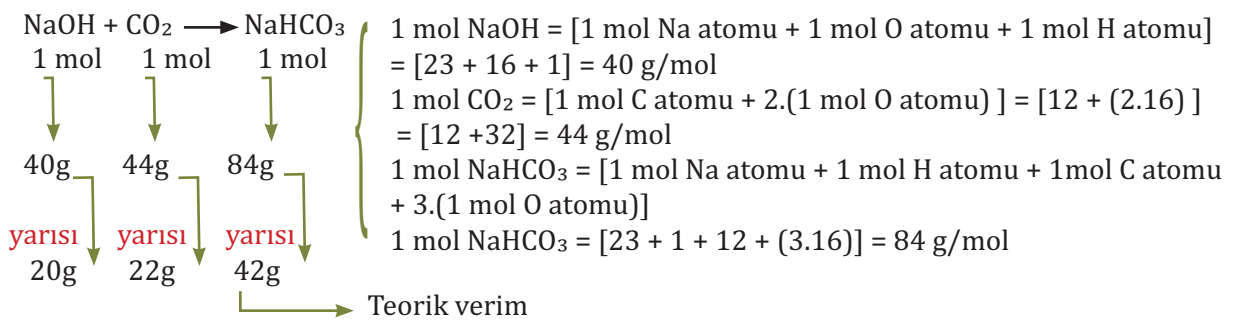 NaOH + CO₂ → NaHCO₃
1 mol 1 mol 1 mol
40g 44g 84g
yarısı yarısı yarısı
20g 22g 42g
Teorik verim
1 mol NaOH = [1 mol Na atomu + 1 mol O atomu + 1 mol H atomu]
= [23 + 16 + 1] = 40 g/mol
1 mol CO₂ = [1 mol C atomu + 2.(1 mol O atomu) ] = [12 + (2.16) ]
= [12 +32] = 44 g/mol
1 mol NaHCO₃ = [1 mol Na atomu + 1 mol H atomu + 1mol C atomu
+ 3.(1 mol O atomu)]
1 mol NaHCO₃ = [23 + 1 + 12 + (3.16)] = 84 g/mol